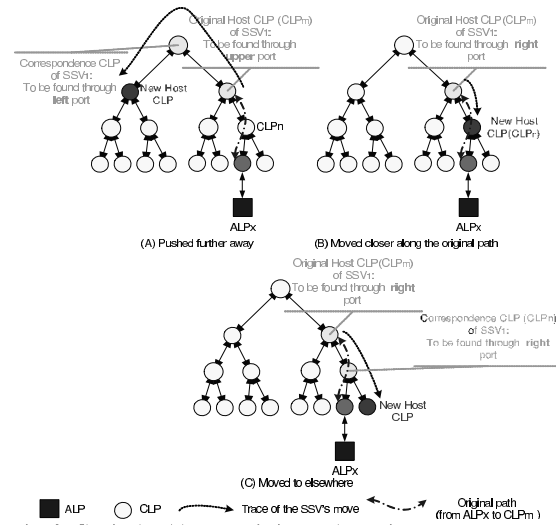 Original Host CLP (CLPm)
of SSV1:
To be found through
upper port
Correspondence CLP
of SSV1:
To be found through
left port
New Host
CLP
CLPn
ALPx
(A) Pushed further away
Original Host CLP (CLPm)
of SSV1:
To be found through right
port
New Host
CLP(CLPn)
ALPx
(B) Moved closer along the original path
Original Host CLP (CLPm)
of SSV1:
To be found through right
port
Correspondence CLP (CLPn)
of SSV1:
To be found through right
port
New Host
CLP
ALPx
(C) Moved to elsewhere
ALP
CLP
Trace of the SSV's move
Original path
(from ALPx to CLPm )